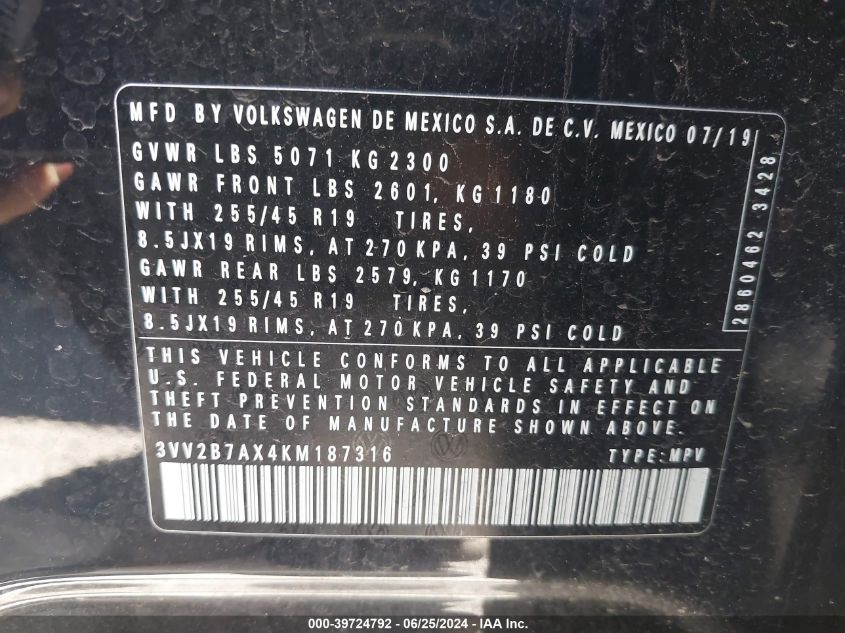 MFD BY VOLKSWAGEN DE MEXICO S.A. DE C.V. MEXICO 07/19
GVWR LBS 5071 KG 2300
GAWR FRONT LBS 2601, KG 1180
WITH 255/45 R19 TIRES,
8.5JX19 RIMS, AT 270 KPA, 39 PSI COLD
GAWR REAR LBS 2579, KG 1170
WITH 255/45 R19 TIRES,
8.5JX19 RIMS, AT 270 KPA, 39 PSI COLD
2860462 3428
THIS VEHICLE CONFORMS TO ALL APPLICABLE
U.S. FEDERAL MOTOR VEHICLE SAFETY AND
THEFT PREVENTION STANDARDS IN EFFECT ON
THE DATE OF MANUFACTURE SHOWN ABOVE.
3VV2B7AX4KM187316 TYPE:MPV
000-39724792 - 06/25/2024 - IAA Inc.